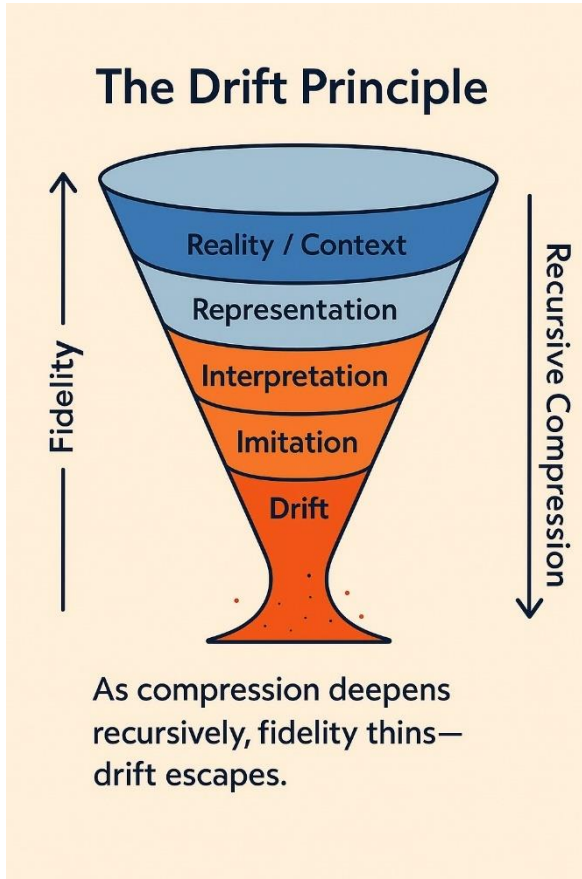 The Drift Principle
Fidelity
Reality / Context
Representation
Interpretation
Imitation
Drift
Recursive Compression
As compression deepens
recursively, fidelity thins—
drift escapes.